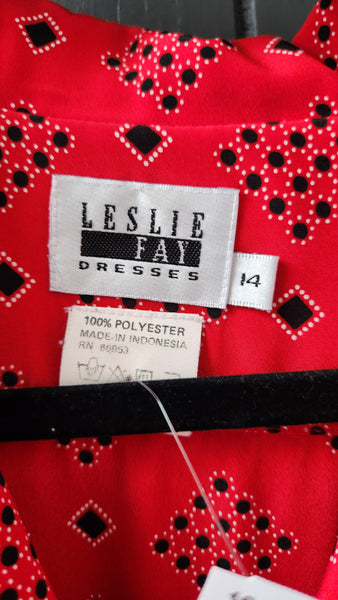 LESLIE
FAY
DRESSES
14
100% POLYESTER
MADE IN INDONESIA
RN 66953